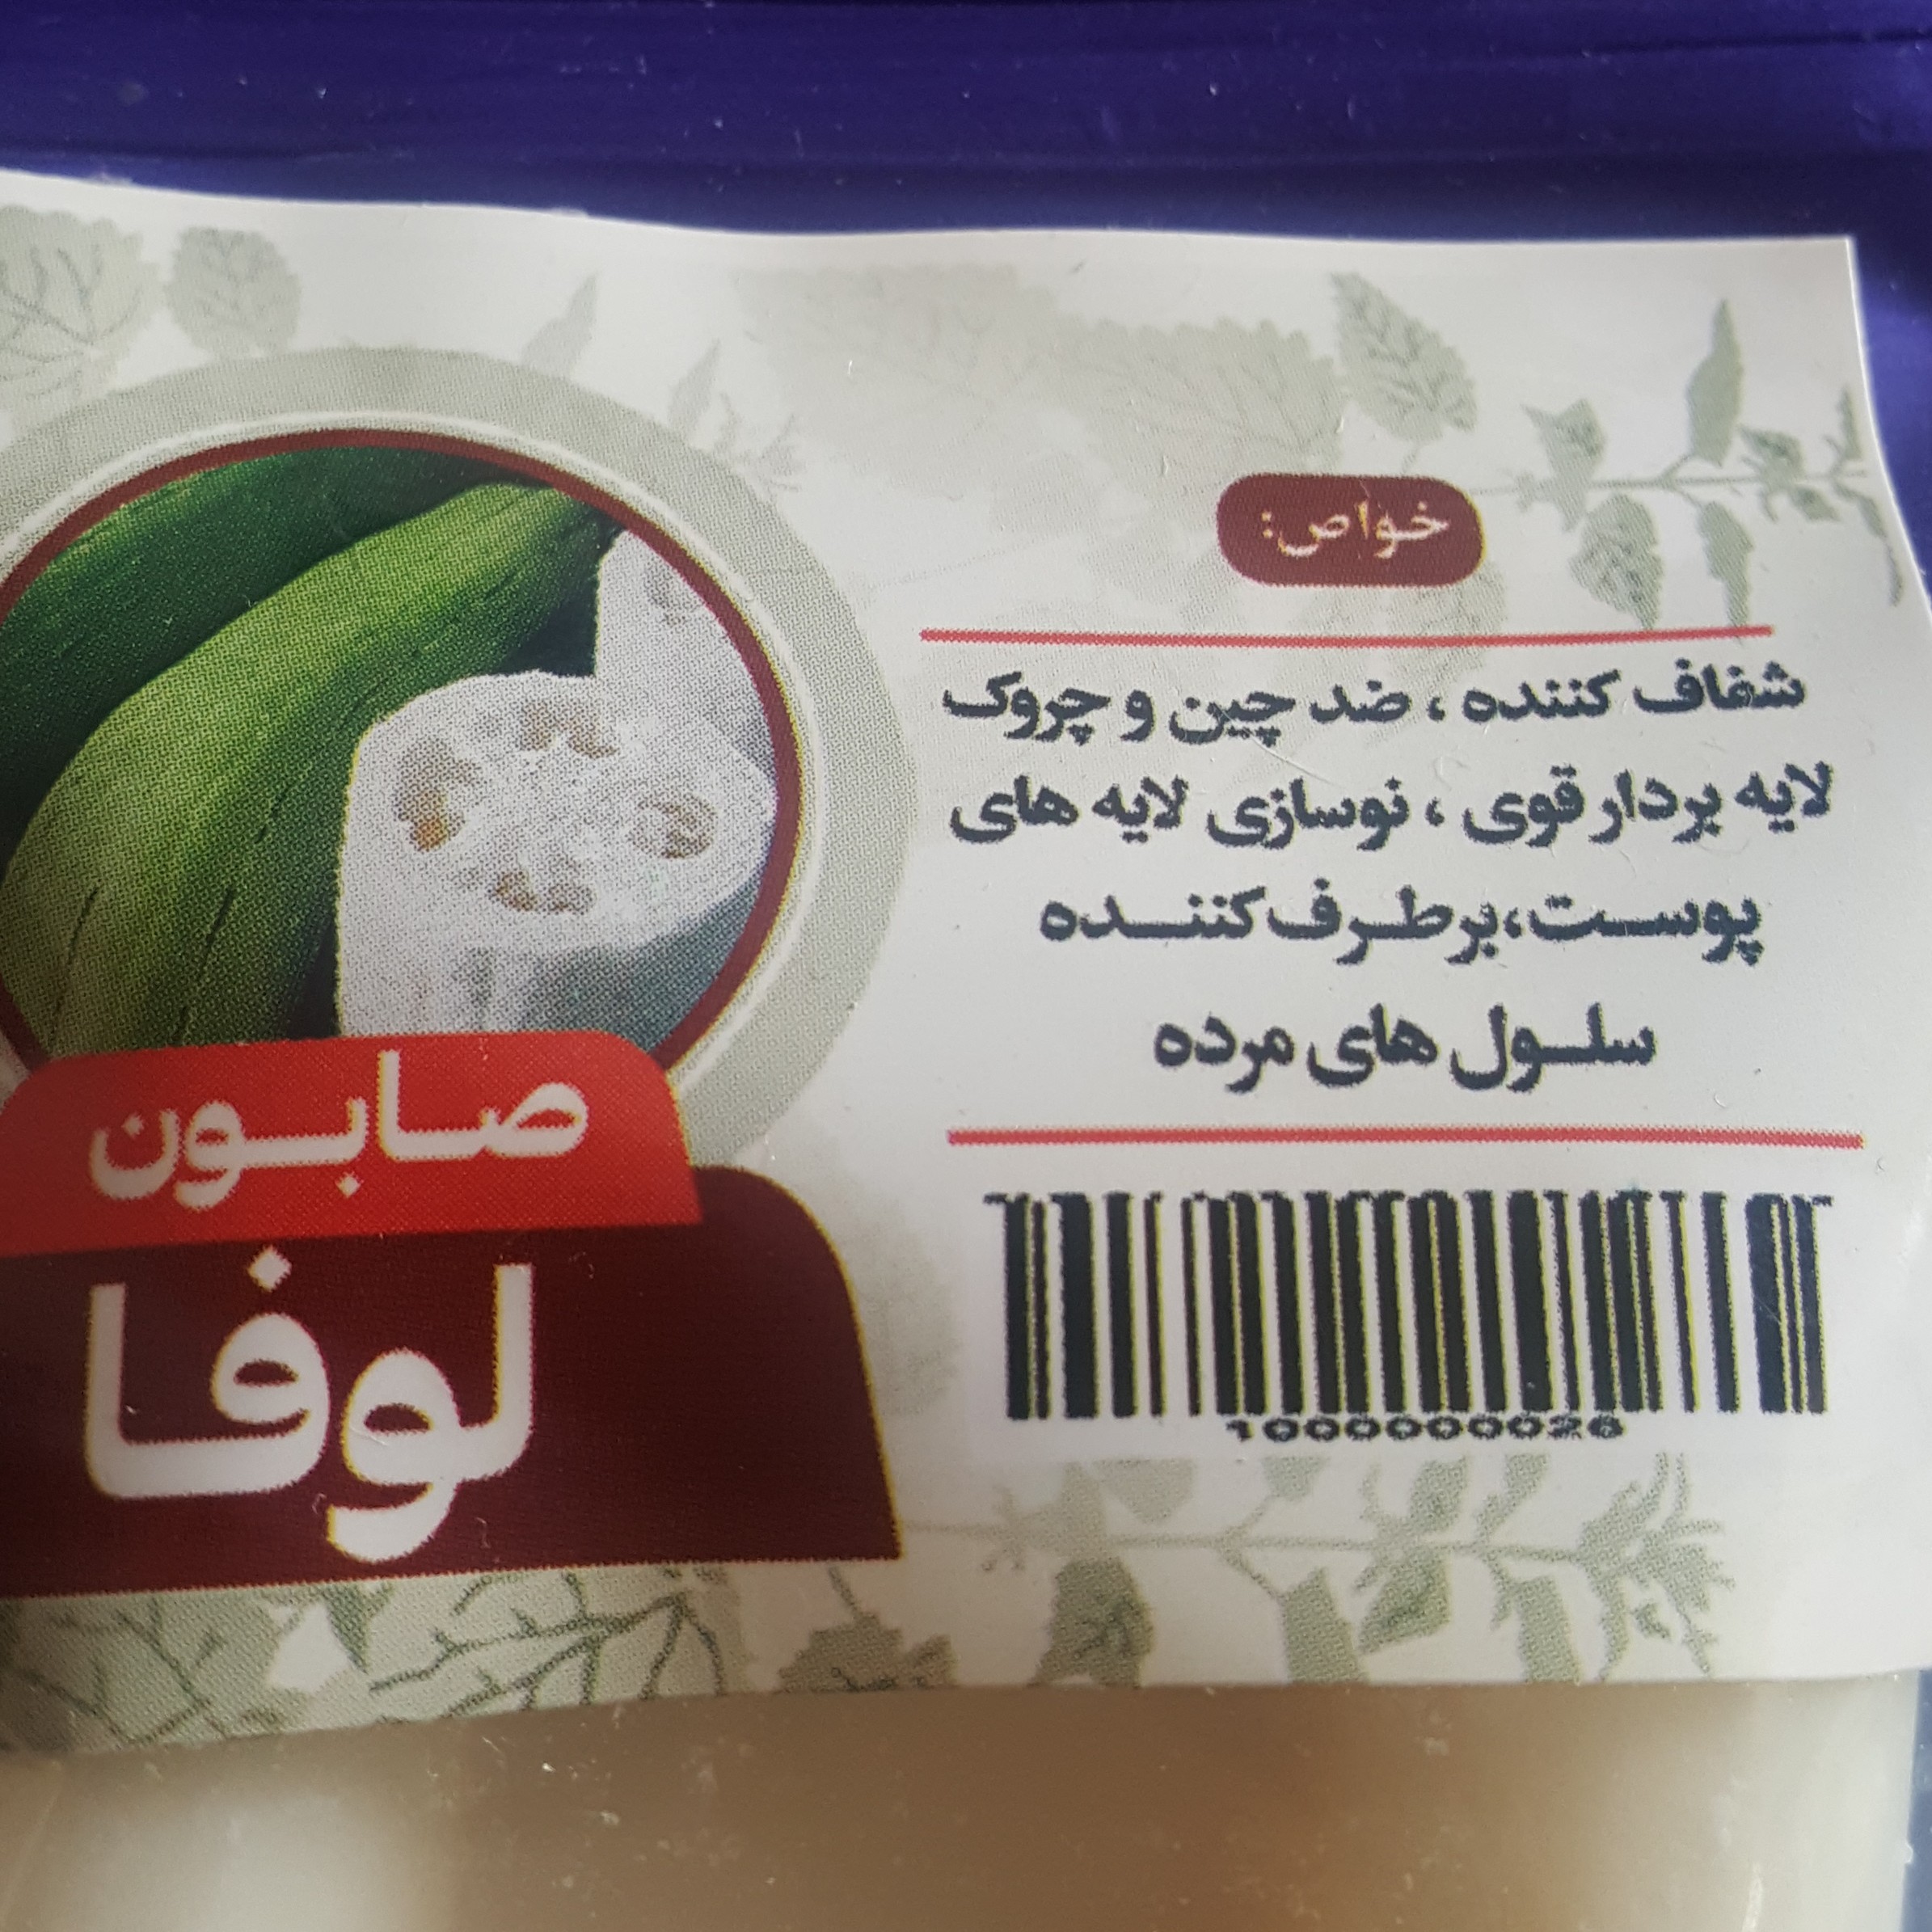 خواص:
شفاف کننده ، ضد چین و چروک
لایه بردار قوی ، نوسازی لایه های
پوست،برطرف کننده
سلول های مرده
1000000026
صابون
لوفا